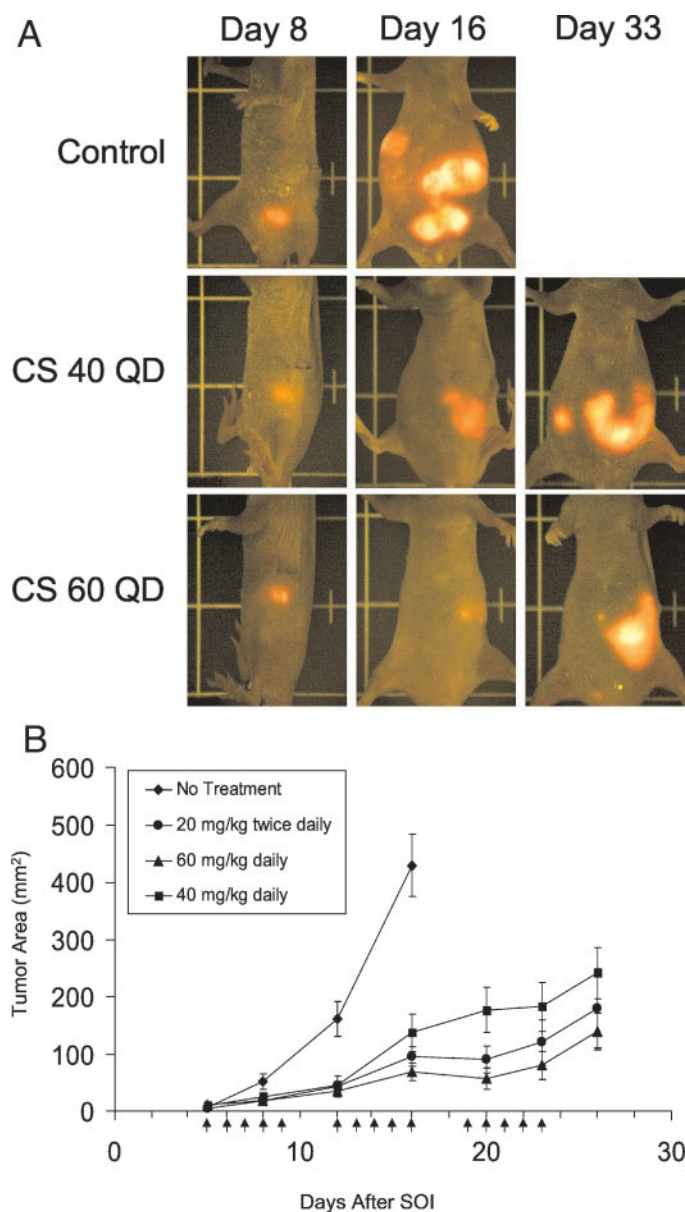 A
Day 8 Day 16 Day 33
Control
CS 40 QD
CS 60 QD
B
600
500
400
300
200
100
0
No Treatment
20 mg/kg twice daily
60 mg/kg daily
40 mg/kg daily
Tumor Area (mm²)
0 10 20 30
Days After SOI